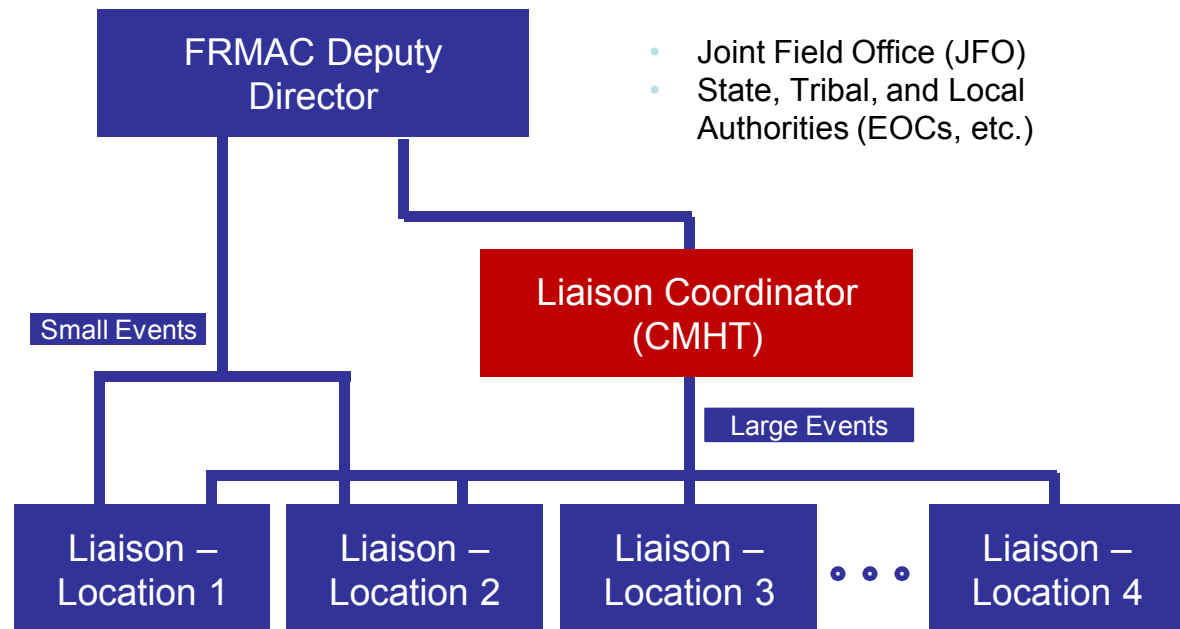 FRMAC Deputy
Director
• Joint Field Office (JFO)
• State, Tribal, and Local
Authorities (EOCs, etc.)
Liaison Coordinator
(CMHT)
Small Events
Large Events
Liaison –
Location 1
Liaison –
Location 2
Liaison –
Location 3
Liaison –
Location 4